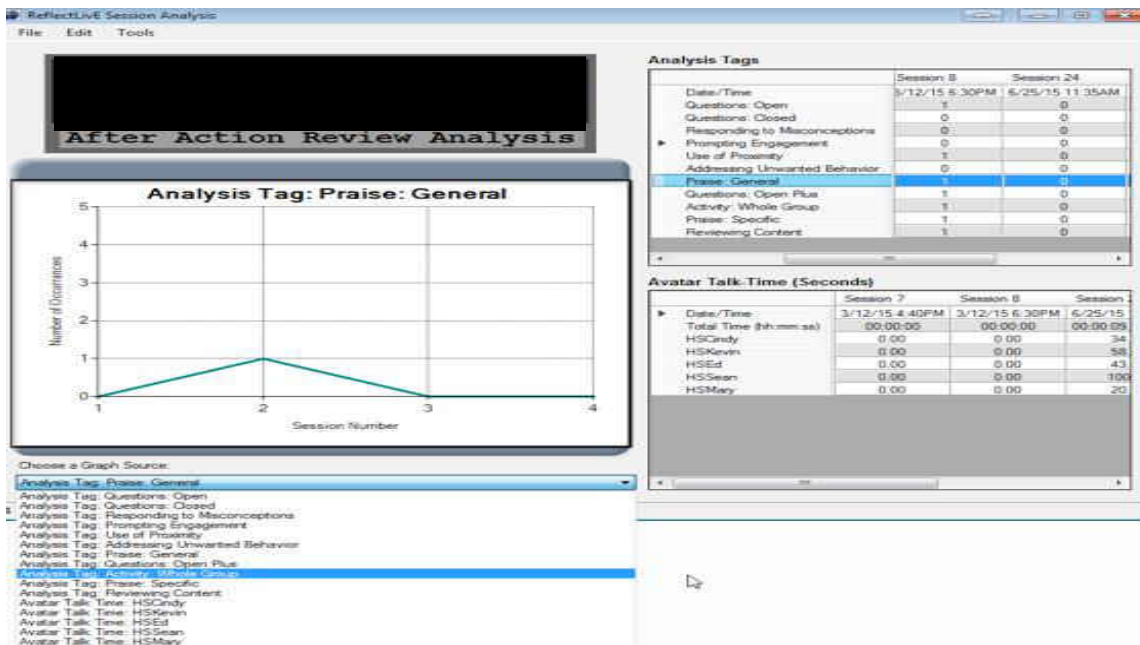 ReflectLivE Session Analysis
File Edit Tools
After Action Review Analysis
Analysis Tag: Praise: General
5
4
3
2
1
0
Number of Occurrences
1 2 3 4
Session Number
Choose a Graph Source:
Analysis Tag: Praise: General
Analysis Tag: Questions: Open
Analysis Tag: Questions: Closed
Analysis Tag: Responding to Misconceptions
Analysis Tag: Prompting Engagement
Analysis Tag: Use of Proximity
Analysis Tag: Addressing Unwanted Behavior
Analysis Tag: Praise: General
Analysis Tag: Questions: Open Plus
Analysis Tag: Activity: Whole Group
Analysis Tag: Praise: Specific
Analysis Tag: Reviewing Content
Avatar Talk Time: HSCindy
Avatar Talk Time: HSKevin
Avatar Talk Time: HSEd
Avatar Talk Time: HSSean
Avatar Talk Time: HSMary
Analysis Tags
Session 8 Session 24
Date/Time 3/12/15 6:30PM 6/25/15 11:35AM
Questions: Open 1 0
Questions: Closed 0 0
Responding to Misconceptions 0 0
Prompting Engagement 0 0
Use of Proximity 1 0
Addressing Unwanted Behavior 0 0
Praise: General 1 0
Questions: Open Plus 1 0
Activity: Whole Group 1 0
Praise: Specific 1 0
Reviewing Content 1 0
Avatar Talk-Time (Seconds)
Session 7 Session 8 Session
Date/Time 3/12/15 4:40PM 3/12/15 6:30PM 6/25/15
Total Time (hh:mm:ss) 00:00:00 00:00:00 00:00:09
HSCindy 0.00 0.00 34
HSKevin 0.00 0.00 58
HSEd 0.00 0.00 43
HSSean 0.00 0.00 100
HSMary 0.00 0.00 20